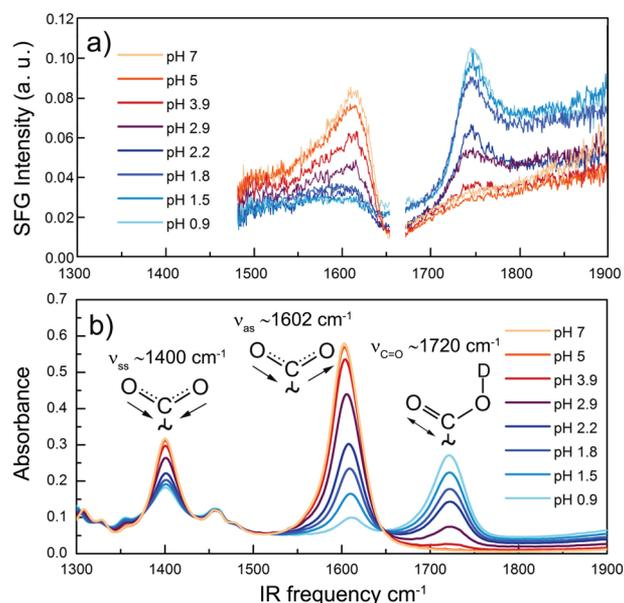 a)
SFG Intensity (a. u.)
0.12
0.10
0.08
0.06
0.04
0.02
0.00
pH 7
pH 5
pH 3.9
pH 2.9
pH 2.2
pH 1.8
pH 1.5
pH 0.9
1300 1400 1500 1600 1700 1800 1900
b)
Absorbance
0.7
0.6
0.5
0.4
0.3
0.2
0.1
0.0
νas ~1602 cm-1
νss ~1400 cm-1
νC=O ~1720 cm-1
O O
C
~
O O
C
~
D
O O
C
~
pH 7
pH 5
pH 3.9
pH 2.9
pH 2.2
pH 1.8
pH 1.5
pH 0.9
1300 1400 1500 1600 1700 1800 1900
IR frequency cm-1